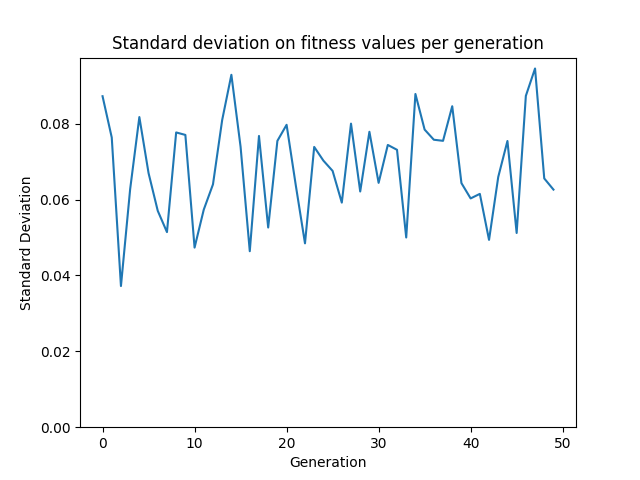 Standard deviation on fitness values per generation
Standard Deviation
0.08
0.06
0.04
0.02
0.00
0 10 20 30 40 50
Generation